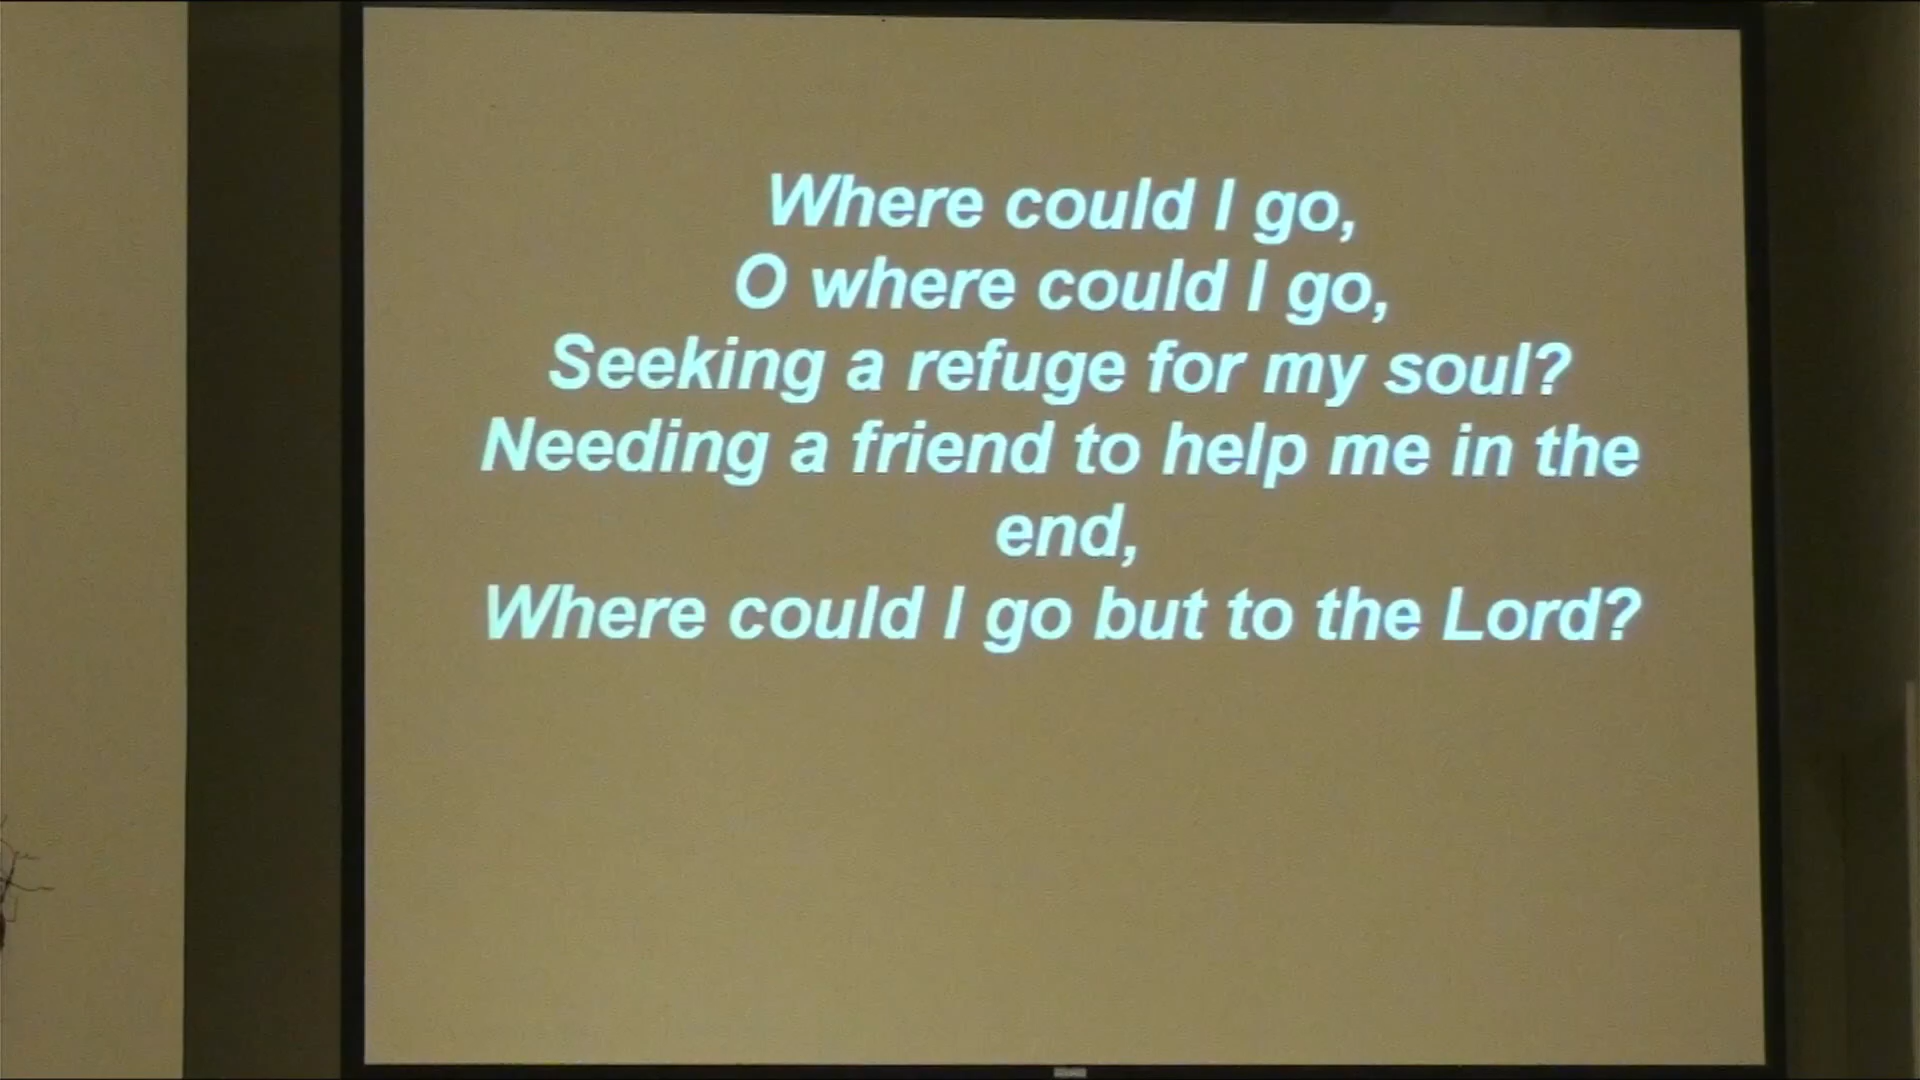 Where could I go,
O where could I go,
Seeking a refuge for my soul?
Needing a friend to help me in the
end,
Where could I go but to the Lord?